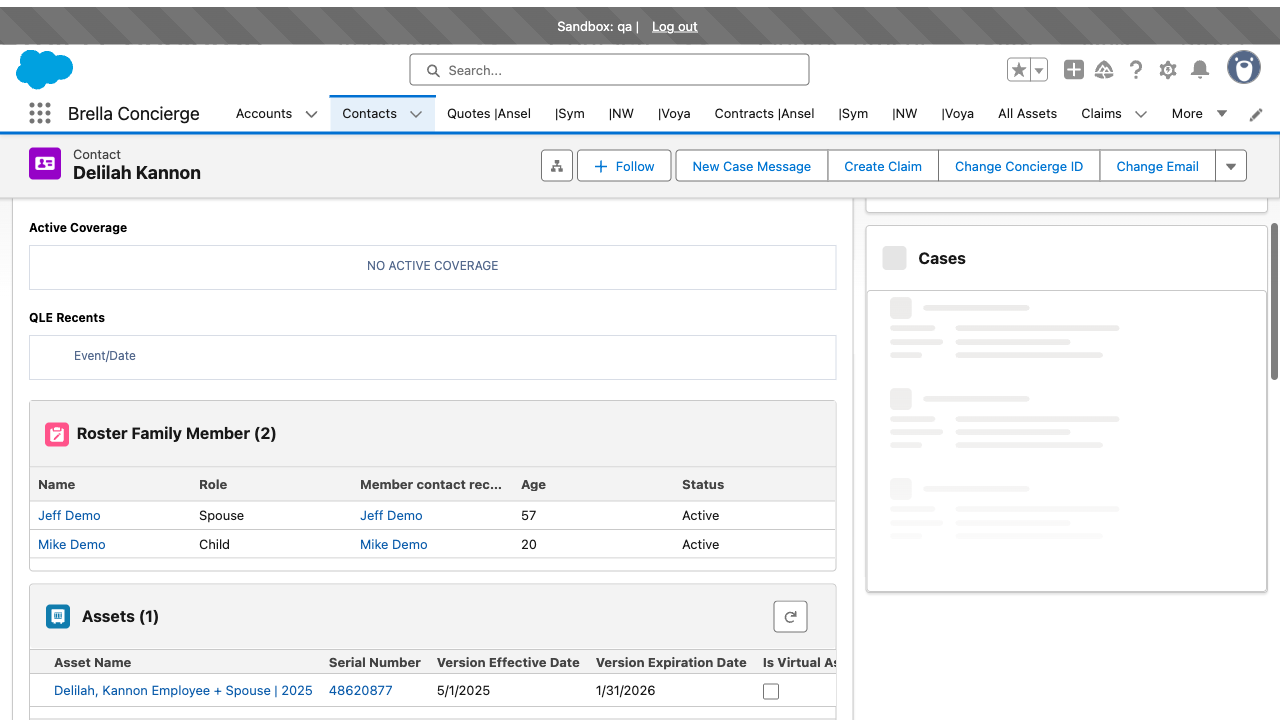 Sandbox: qa | Log out
Search...
Brella Concierge
Accounts
Contacts
Quotes |Ansel
|Sym
|NW
|Voya
Contracts |Ansel
|Sym
|NW
|Voya
All Assets
Claims
More
Contact
Delilah Kannon
Follow
New Case Message
Create Claim
Change Concierge ID
Change Email
Active Coverage
NO ACTIVE COVERAGE
QLE Recents
Event/Date
Roster Family Member (2)
Name Role Member contact rec... Age Status
Jeff Demo Spouse Jeff Demo 57 Active
Mike Demo Child Mike Demo 20 Active
Assets (1)
Asset Name Serial Number Version Effective Date Version Expiration Date Is Virtual
Delilah, Kannon Employee + Spouse | 2025 48620877 5/1/2025 1/31/2026
Cases